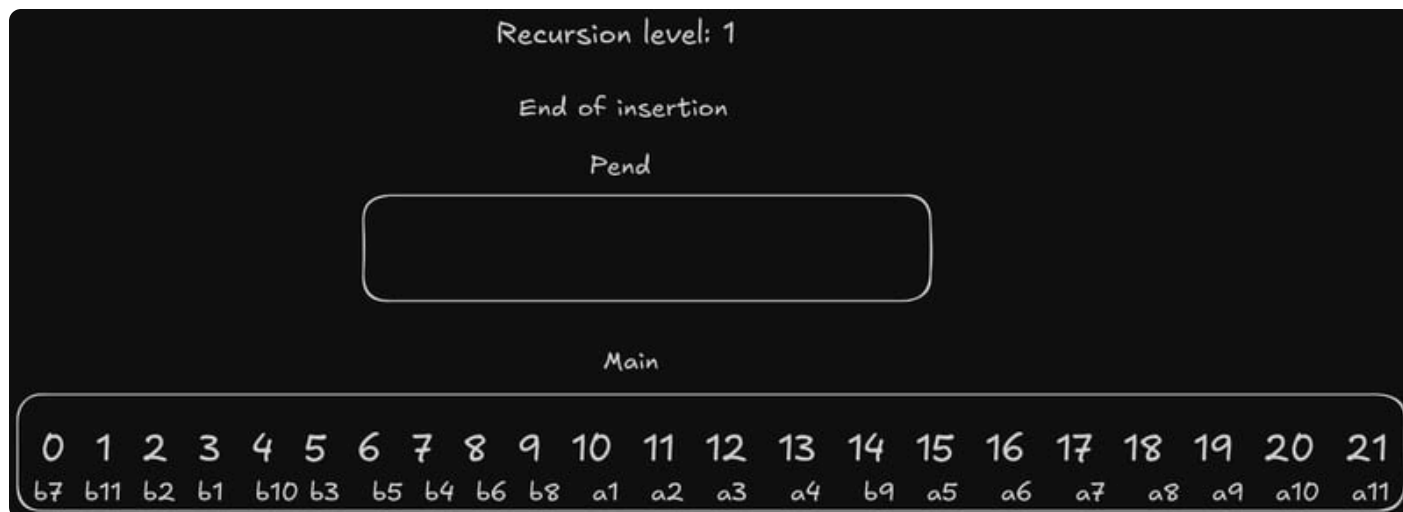 Recursion level: 1
End of insertion
Pend
Main
0 1 2 3 4 5 6 7 8 9 10 11 12 13 14 15 16 17 18 19 20 21
b7 b11 b2 b1 b10 b3 b5 b4 b6 b8 a1 a2 a3 a4 b9 a5 a6 a7 a8 a9 a10 a11